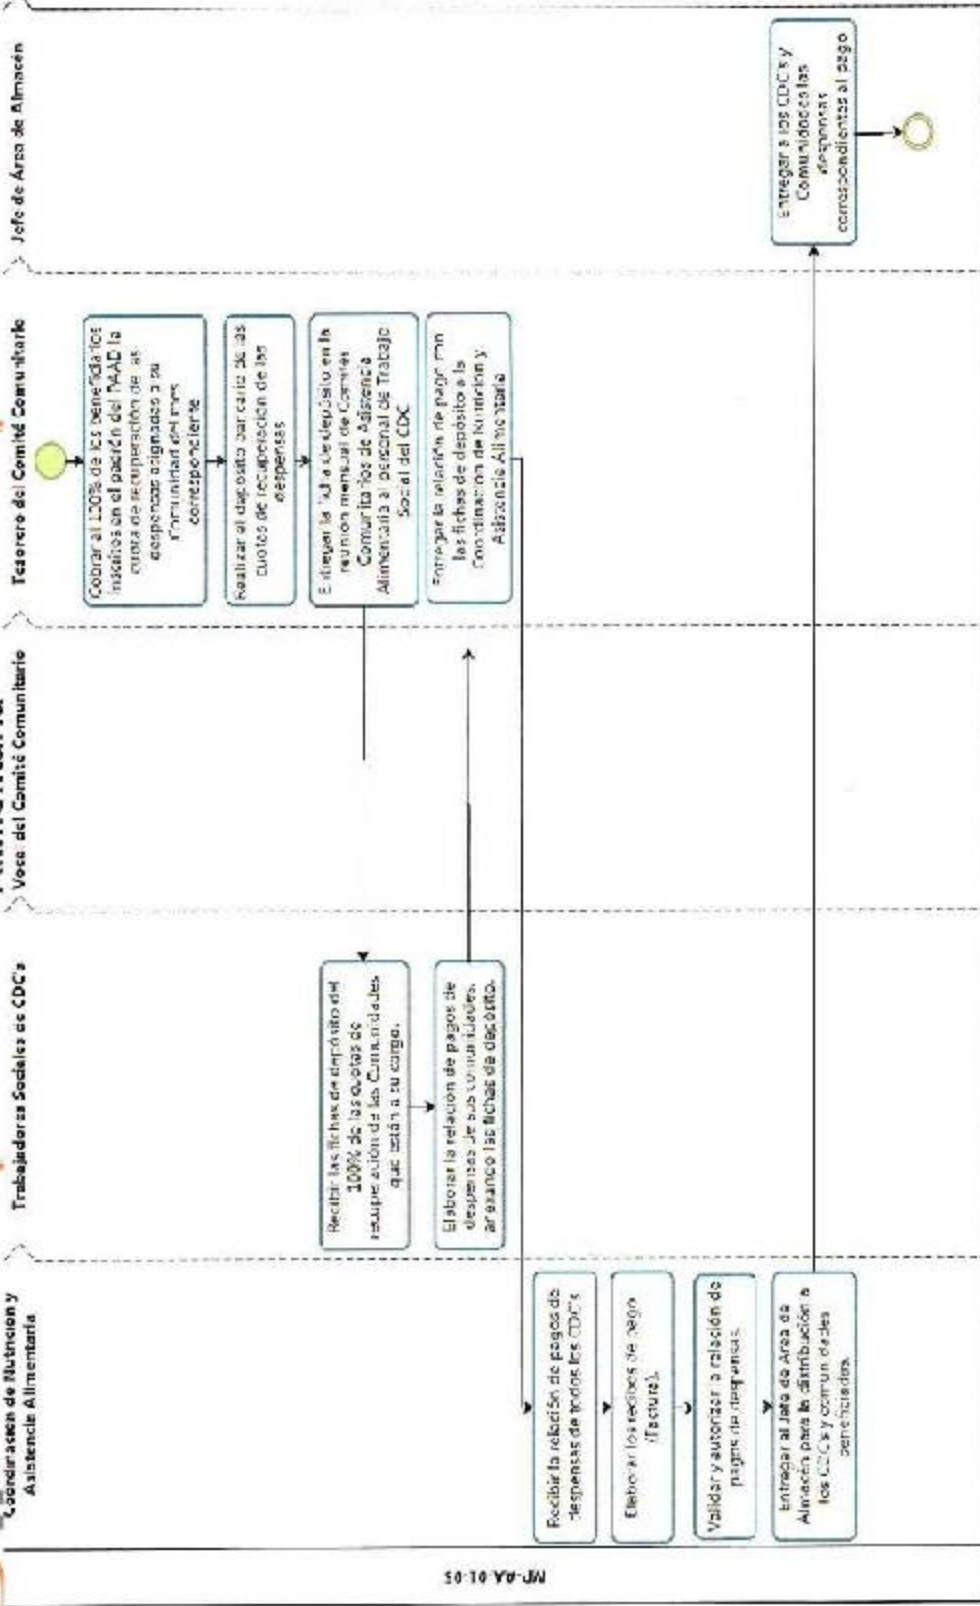 Coordinación de Nutrición y
Asistencia Alimentaria
Trabajadoras Sociales de CDC's
Vocal del Comité Comunitario
Tesorero del Comité Comunitario
Jefe de Área de Almacén
Cobrar al 100% de los beneficiarios
inscritos en el padrón del PAAD la
cuota de recuperación de las
despensas asignadas a su
Comunidad del mes
correspondiente
Realizar el depósito bancario de las
cuotas de recuperación de las
despensas
Entregar la ficha de depósito en la
reunión mensual de Comités
Comunitarios de Asistencia
Alimentaria al personal de Trabajo
Social del CDC
Recibir las fichas de depósito del
100% de las cuotas de
recuperación de las Comunidades
que están a su cargo.
Elaborar la relación de pagos de
despensas de sus comunidades,
anexando las fichas de depósito.
Entregar la relación de pago con
las fichas de depósito a la
Coordinación de Nutrición y
Asistencia Alimentaria
Recibir la relación de pagos de
despensas de todos los CDC's
Elaborar los recibos de pago
(Factura).
Validar y autorizar la relación de
pagos de despensas.
Entregar al Jefe de Área de
Almacén para la distribución a
los CDC's y comunidades
beneficiadas.
Entregar a los CDC's y
Comunidades las
despensas
correspondientes al pago
MP-AA-01-05